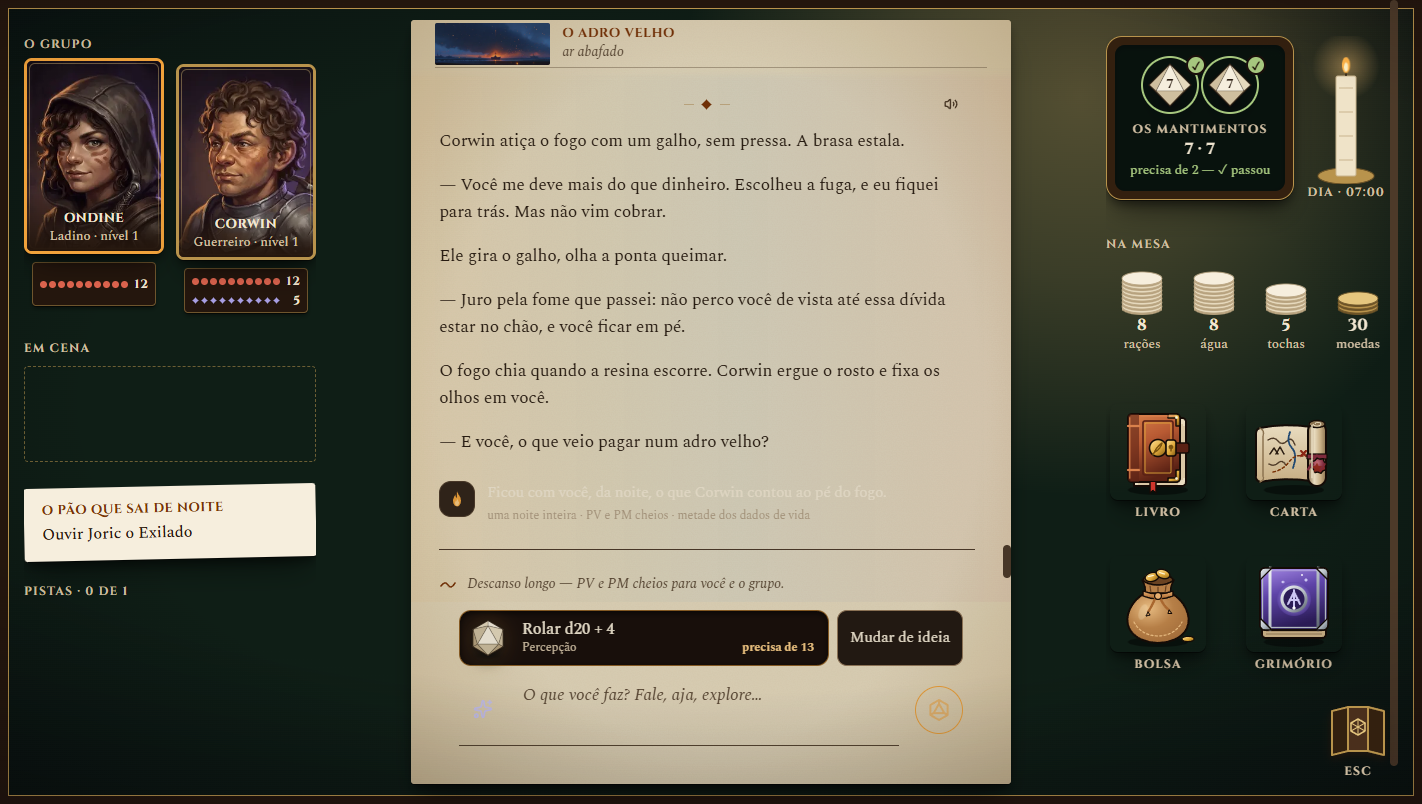 O GRUPO
ONDINE
Ladino · nível 1
12
CORWIN
Guerreiro · nível 1
12
5
EM CENA
O PÃO QUE SAI DE NOITE
Ouvir Joric o Exilado
PISTAS · 0 DE 1
O ADRO VELHO
ar abafado
Corwin atiça o fogo com um galho, sem pressa. A brasa estala.
— Você me deve mais do que dinheiro. Escolheu a fuga, e eu fiquei
para trás. Mas não vim cobrar.
Ele gira o galho, olha a ponta queimar.
— Juro pela fome que passei: não perco você de vista até essa dívida
estar no chão, e você ficar em pé.
O fogo chia quando a resina escorre. Corwin ergue o rosto e fixa os
olhos em você.
— E você, o que veio pagar num adro velho?
Ficou com você, da noite, o que Corwin contou ao pé do fogo.
uma noite inteira · PV e PM cheios · metade dos dados de vida
Descanso longo — PV e PM cheios para você e o grupo.
Rolar d20 + 4
Percepção
precisa de 13
Mudar de ideia
O que você faz? Fale, aja, explore...
7
7
OS MANTIMENTOS
7 · 7
precisa de 2 — ✓ passou
DIA · 07:00
NA MESA
8
rações
8
água
5
tochas
30
moedas
LIVRO
CARTA
BOLSA
GRIMÓRIO
ESC